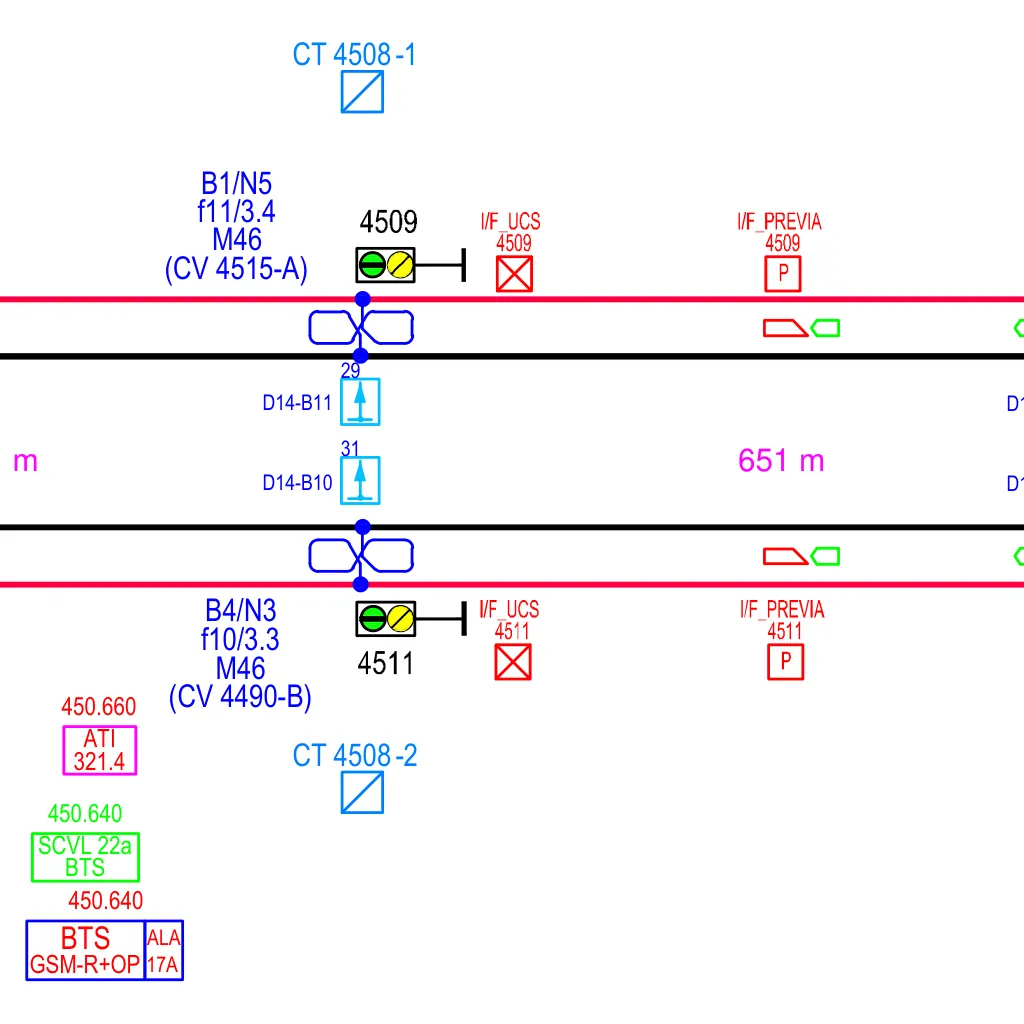 CT 4508-1
B1/N5
f11/3.4
M46
(CV 4515-A)
4509
I/F_UCS
4509
I/F_PREVIA
4509
P
29
D14-B11
31
D14-B10
m
651 m
B4/N3
f10/3.3
M46
(CV 4490-B)
4511
I/F_UCS
4511
I/F_PREVIA
4511
P
450.660
ATI
321.4
CT 4508-2
450.640
SCVL 22a
BTS
450.640
BTS
GSM-R+OP
ALA
17A